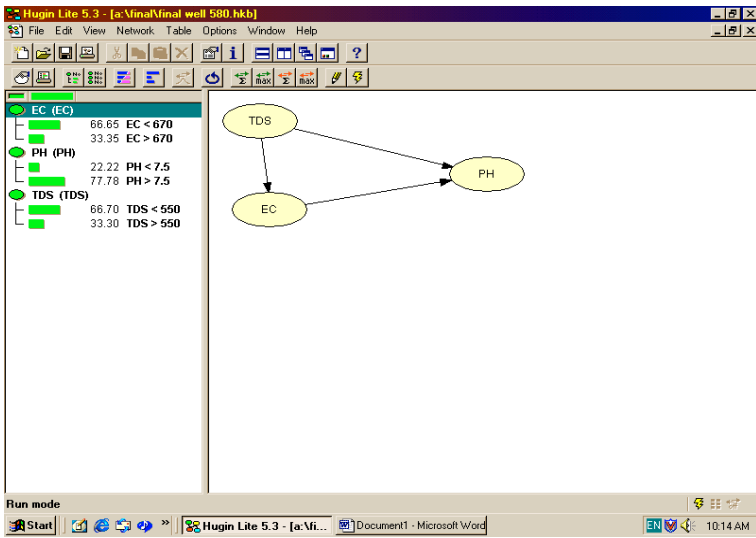 Hugin Lite 5.3 - [a:\final\final well 580.hkb]
File Edit View Network Table Options Window Help
EC (EC)
66.65 EC < 670
33.35 EC > 670
PH (PH)
22.22 PH < 7.5
77.78 PH > 7.5
TDS (TDS)
66.70 TDS < 550
33.30 TDS > 550
TDS
PH
EC
Run mode
Start » Hugin Lite 5.3 - [a:\fi... Document1 - Microsoft Word EN 10:14 AM